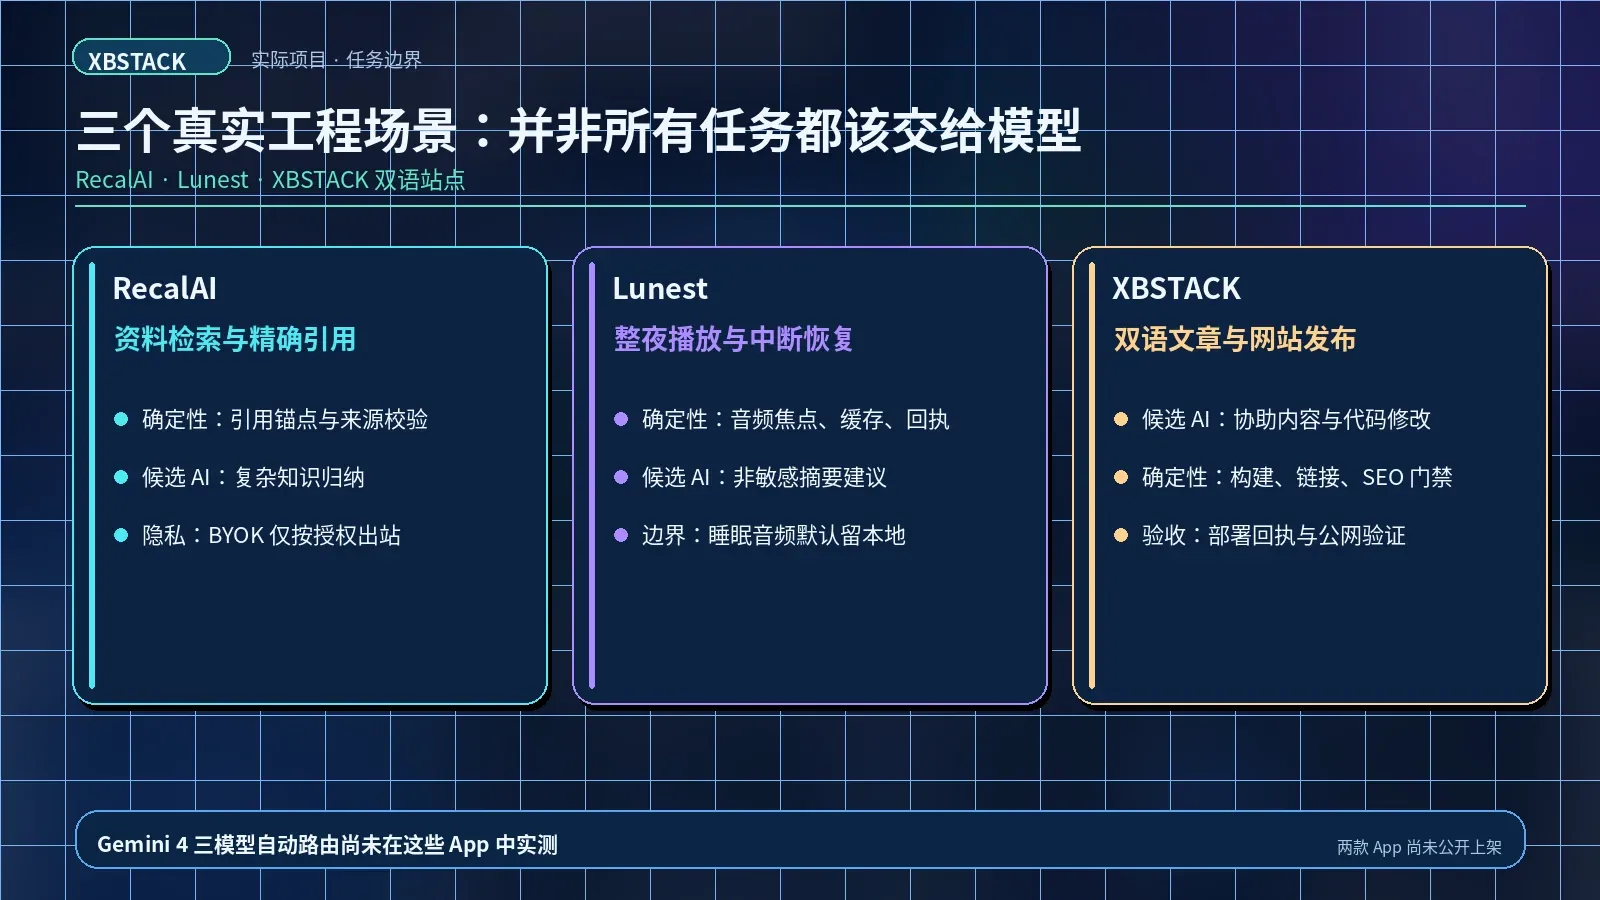 XBSTACK
实际项目 · 任务边界
三个真实工程场景：并非所有任务都该交给模型
RecalAI · Lunest · XBSTACK 双语站点
RecalAI
资料检索与精确引用
确定性：引用锚点与来源校验
候选 AI：复杂知识归纳
隐私：BYOK 仅按授权出站
Lunest
整夜播放与中断恢复
确定性：音频焦点、缓存、回执
候选 AI：非敏感摘要建议
边界：睡眠音频默认留本地
XBSTACK
双语文章与网站发布
候选 AI：协助内容与代码修改
确定性：构建、链接、SEO 门禁
验收：部署回执与公网验证
Gemini 4 三模型自动路由尚未在这些 App 中实测
两款 App 尚未公开上架